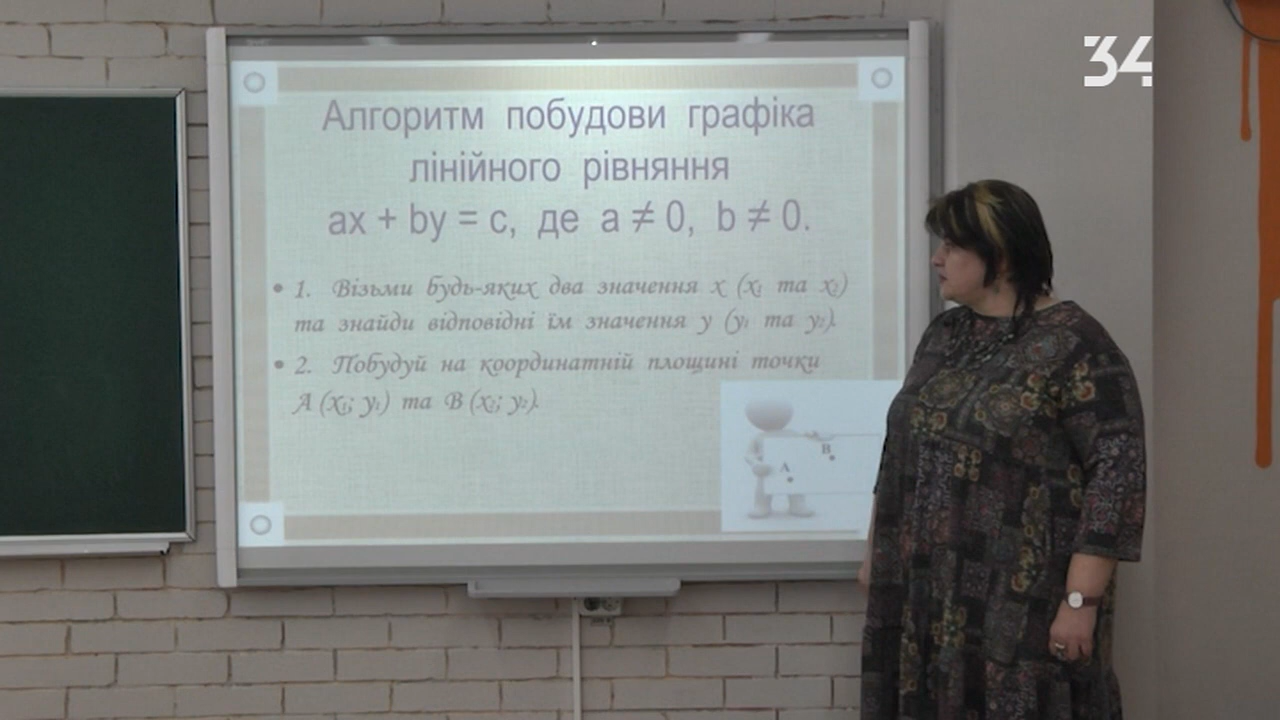 34
Алгоритм побудови графіка
лінійного рівняння
ax + by = c, де a ≠ 0, b ≠ 0.
• 1. Візьми будь-яких два значення x (x₁ та x₂)
та знайди відповідні їм значення y (y₁ та y₂).
• 2. Побудуй на координатній площині точки
A (x₁; y₁) та B (x₂; y₂).
B
A